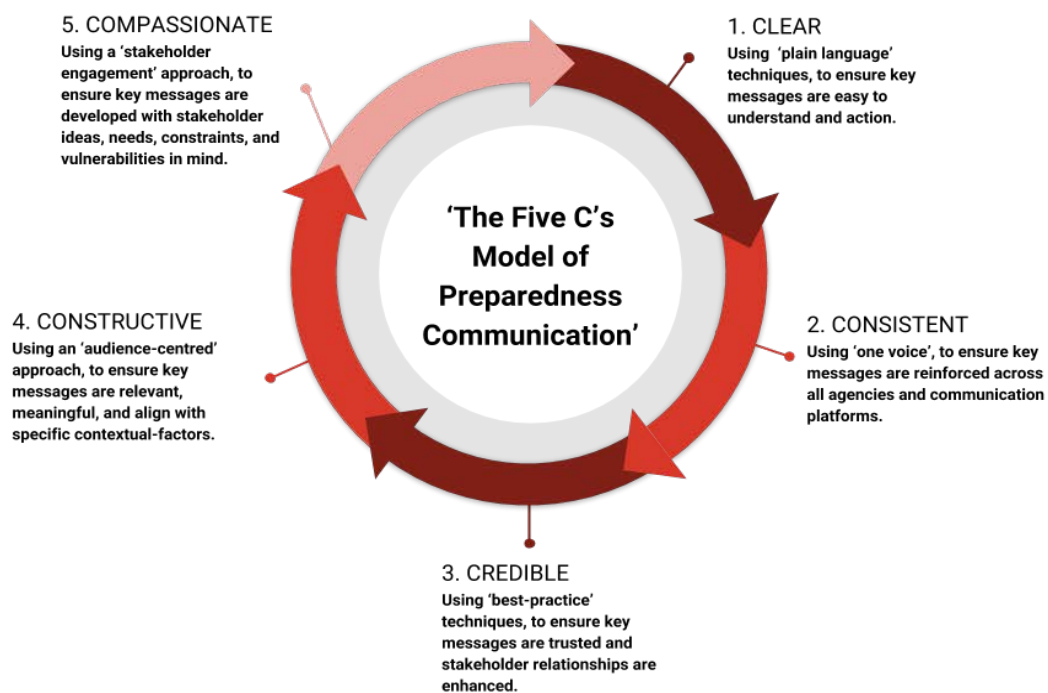 ‘The Five C’s
Model of
Preparedness
Communication’
1. CLEAR
Using ‘plain language’
techniques, to ensure key
messages are easy to
understand and action.
2. CONSISTENT
Using ‘one voice’, to ensure key
messages are reinforced across
all agencies and communication
platforms.
3. CREDIBLE
Using ‘best-practice’
techniques, to ensure key
messages are trusted and
stakeholder relationships are
enhanced.
4. CONSTRUCTIVE
Using an ‘audience-centred’
approach, to ensure key
messages are relevant,
meaningful, and align with
specific contextual-factors.
5. COMPASSIONATE
Using a ‘stakeholder
engagement’ approach, to
ensure key messages are
developed with stakeholder
ideas, needs, constraints, and
vulnerabilities in mind.